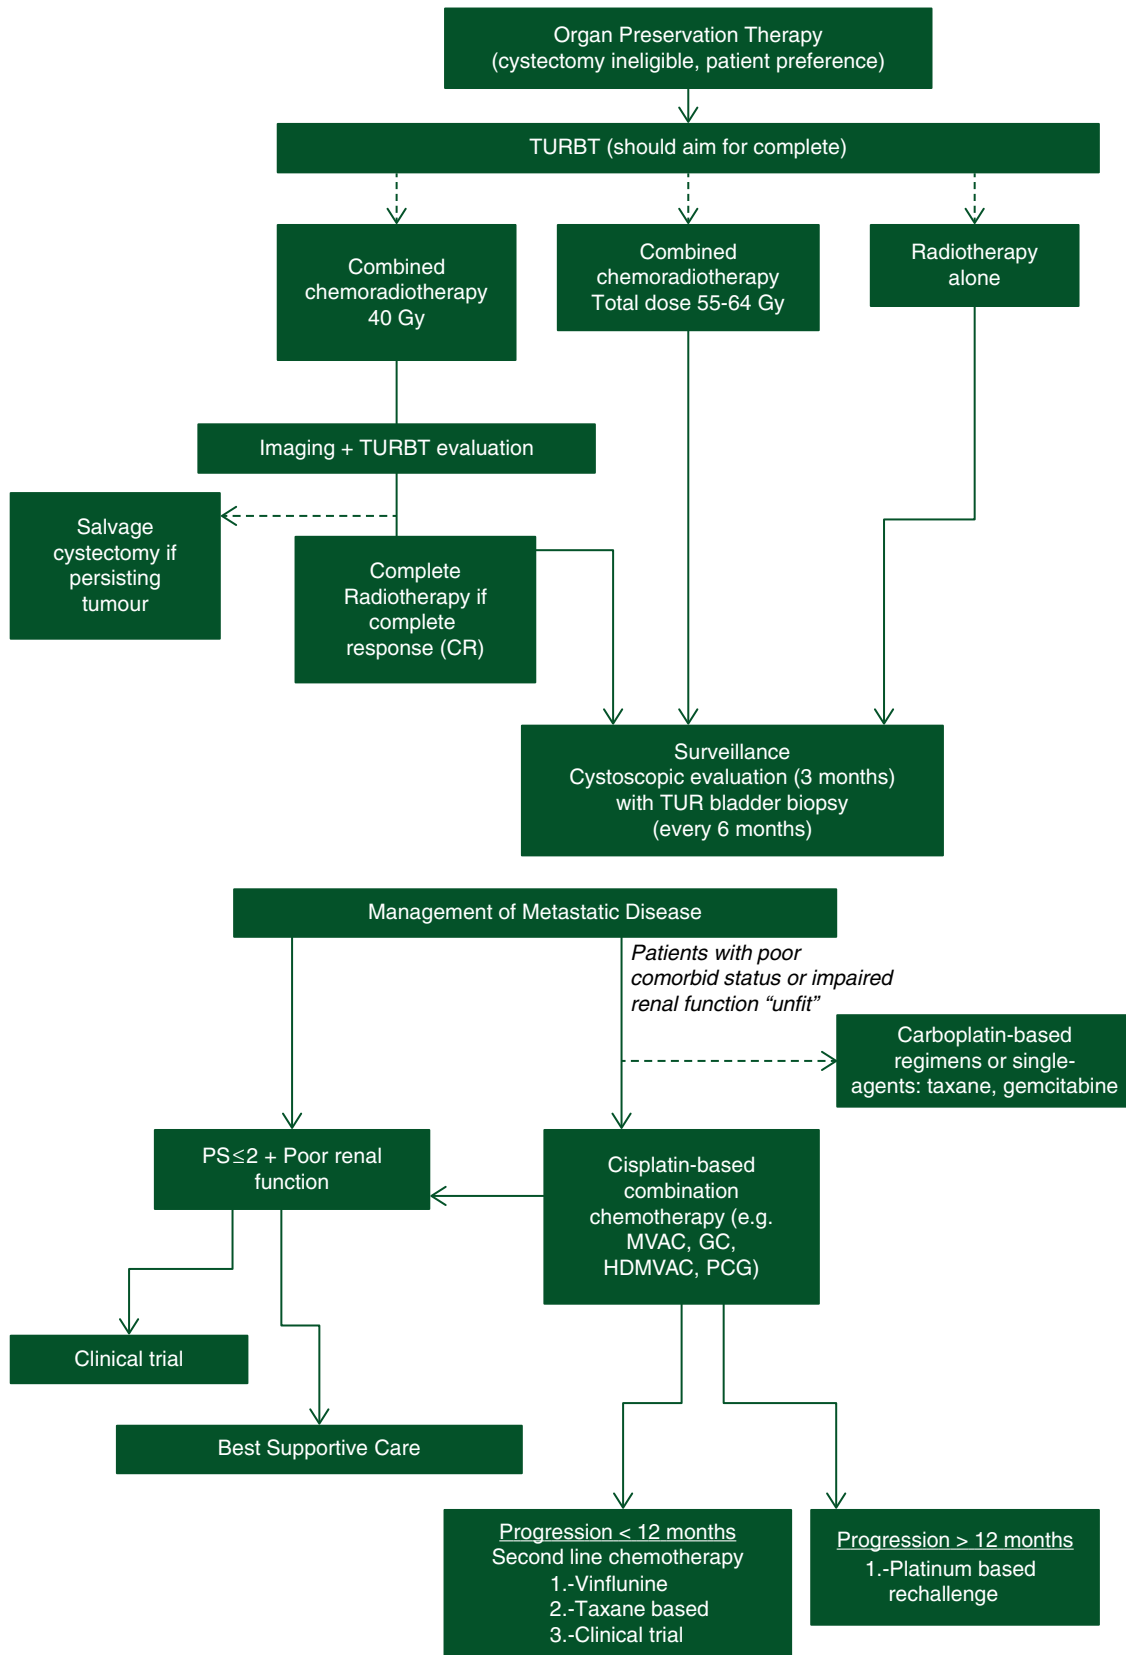 Organ Preservation Therapy
(cystectomy ineligible, patient preference)
TURBT (should aim for complete)
Combined
chemoradiotherapy
40 Gy
Combined
chemoradiotherapy
Total dose 55-64 Gy
Radiotherapy
alone
Imaging + TURBT evaluation
Salvage
cystectomy if
persisting
tumour
Complete
Radiotherapy if
complete
response (CR)
Surveillance
Cystoscopic evaluation (3 months)
with TUR bladder biopsy
(every 6 months)
Management of Metastatic Disease
Patients with poor
comorbid status or impaired
renal function “unfit”
Carboplatin-based
regimens or single-
agents: taxane, gemcitabine
PS≤2 + Poor renal
function
Cisplatin-based
combination
chemotherapy (e.g.
MVAC, GC,
HDMVAC, PCG)
Clinical trial
Best Supportive Care
Progression < 12 months
Second line chemotherapy
1.-Vinflunine
2.-Taxane based
3.-Clinical trial
Progression > 12 months
1.-Platinum based
rechallenge